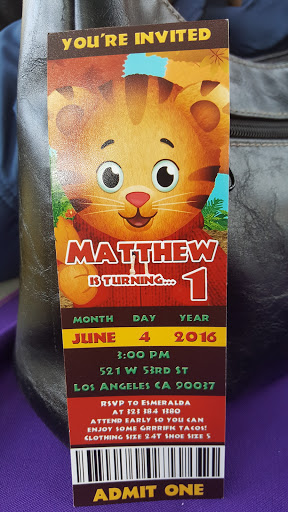 YOU'RE INVITED
MATTHEW
IS TURNING... 1
MONTH DAY YEAR
JUNE 4 2016
3:00 PM
521 W 53RD ST
LOS ANGELES CA 90037
RSVP TO ESMERALDA
AT 323 384 1380
ATTEND EARLY SO YOU CAN
ENJOY SOME GRRRIFIC TACOS!
CLOTHING SIZE 24T SHOE SIZE 5
ADMIT ONE